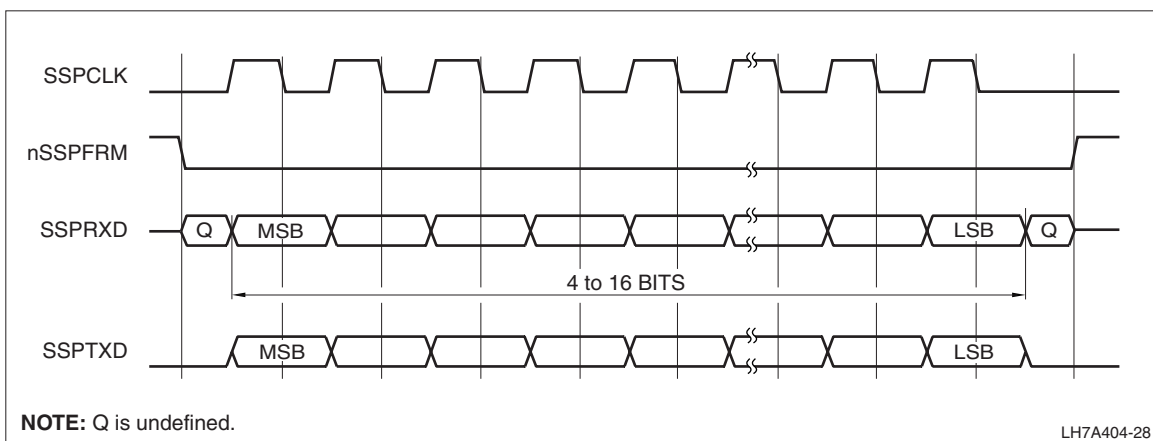 SSPCLK
nSSPFRM
SSPRXD Q MSB LSB Q
4 to 16 BITS
SSPTXD MSB LSB
NOTE: Q is undefined.
LH7A404-28